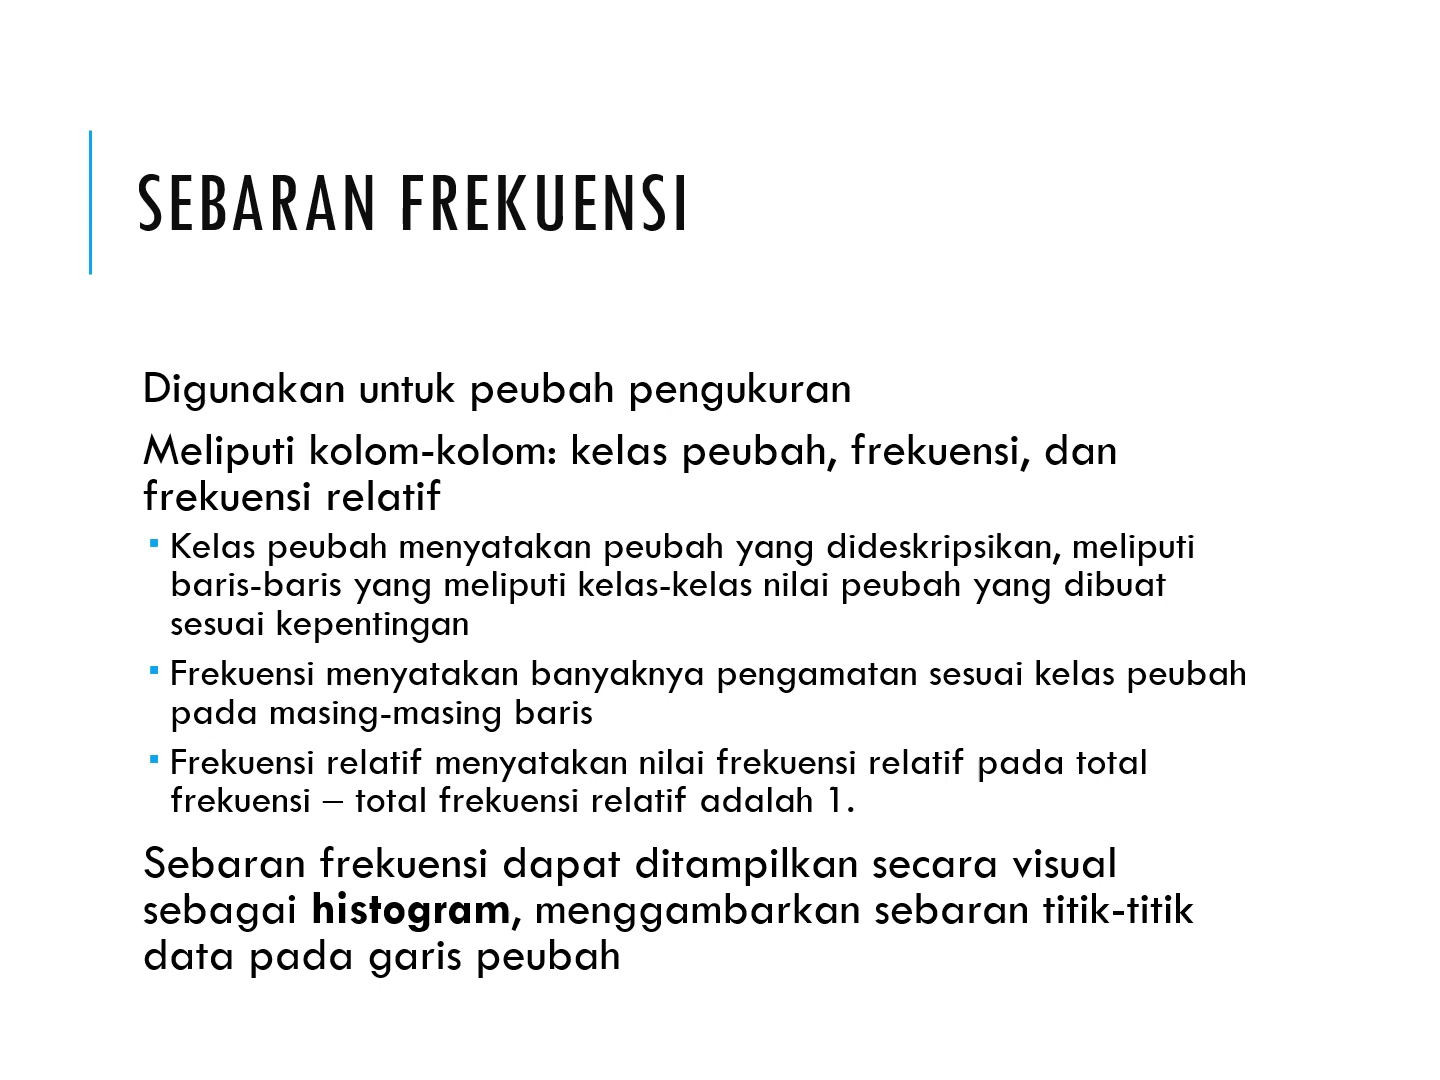 SEBARAN FREKUENSI
Digunakan untuk peubah pengukuran
Meliputi kolom-kolom: kelas peubah, frekuensi, dan
frekuensi relatif
▪ Kelas peubah menyatakan peubah yang dideskripsikan, meliputi
baris-baris yang meliputi kelas-kelas nilai peubah yang dibuat
sesuai kepentingan
▪ Frekuensi menyatakan banyaknya pengamatan sesuai kelas peubah
pada masing-masing baris
▪ Frekuensi relatif menyatakan nilai frekuensi relatif pada total
frekuensi – total frekuensi relatif adalah 1.
Sebaran frekuensi dapat ditampilkan secara visual
sebagai histogram, menggambarkan sebaran titik-titik
data pada garis peubah